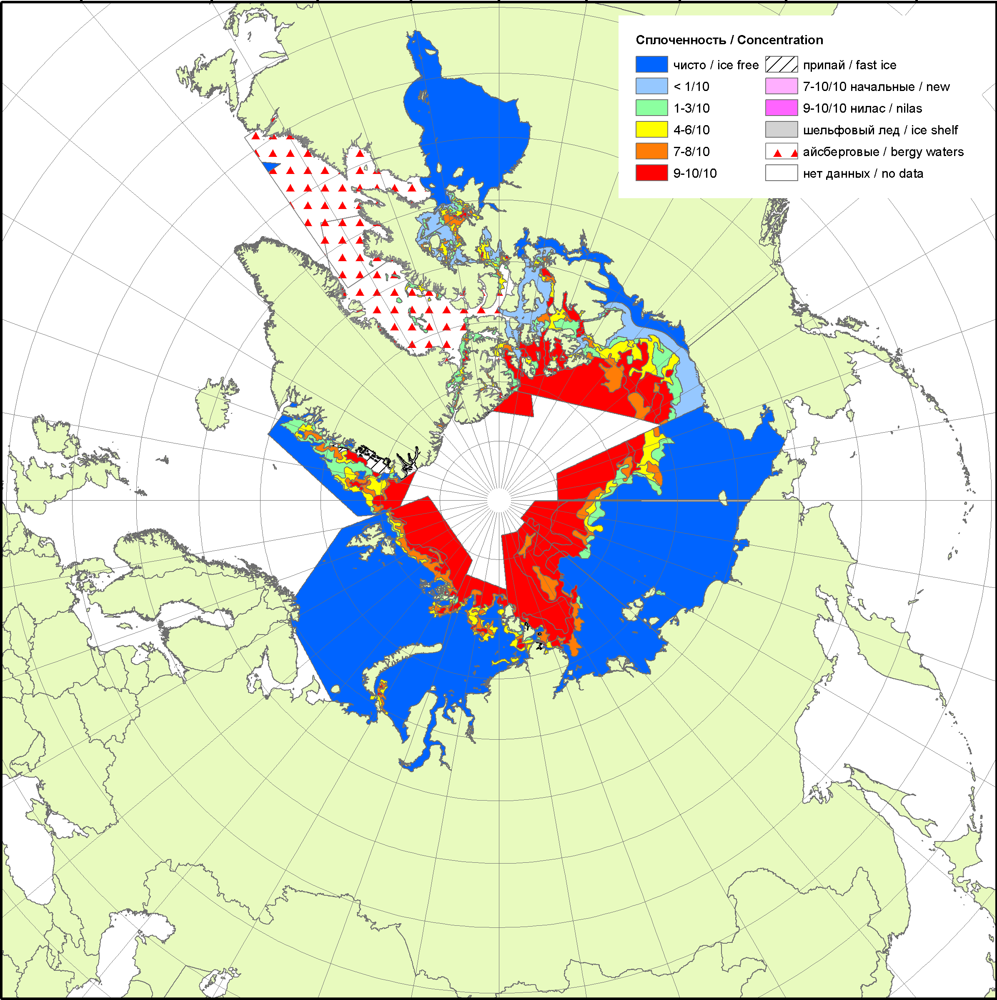 Сплоченность / Concentration
чисто / ice free
< 1/10
1-3/10
4-6/10
7-8/10
9-10/10
припай / fast ice
7-10/10 начальные / new
9-10/10 нилас / nilas
шельфовый лед / ice shelf
айсберговые / bergy waters
нет данных / no data